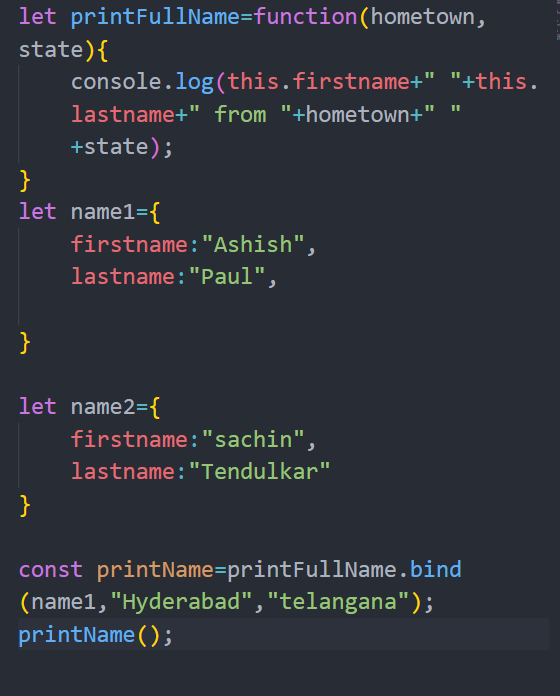 let printFullName=function(hometown,
state){
    console.log(this.firstname+" "+this.
    lastname+" from "+hometown+" "
    +state);
}
let name1={
    firstname:"Ashish",
    lastname:"Paul",

}

let name2={
    firstname:"sachin",
    lastname:"Tendulkar"
}

const printName=printFullName.bind
(name1,"Hyderabad","telangana");
printName();